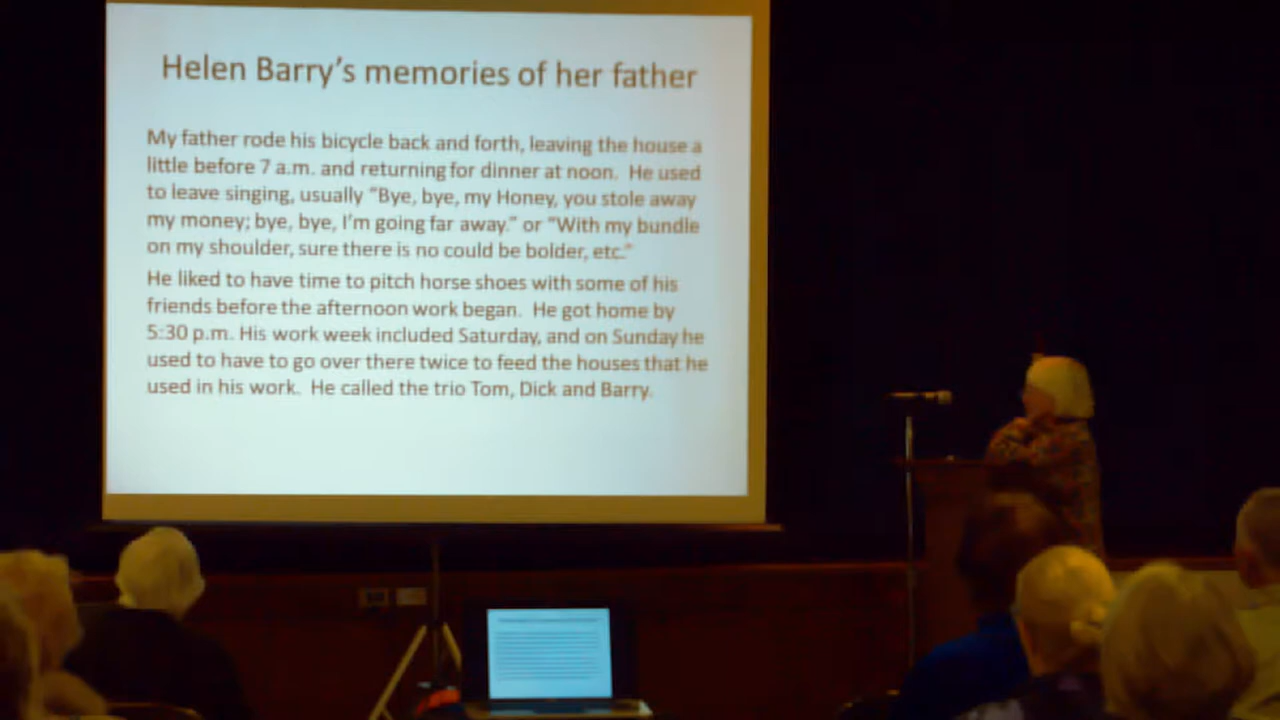 Helen Barry's memories of her father
My father rode his bicycle back and forth, leaving the house a
little before 7 a.m. and returning for dinner at noon. He used
to leave singing, usually "Bye, bye, my Honey, you stole away
my money; bye, bye, I'm going far away." or "With my bundle
on my shoulder, sure there is no could be bolder, etc."
He liked to have time to pitch horse shoes with some of his
friends before the afternoon work began. He got home by
5:30 p.m. His work week included Saturday, and on Sunday he
used to have to go over there twice to feed the houses that he
used in his work. He called the trio Tom, Dick and Barry.